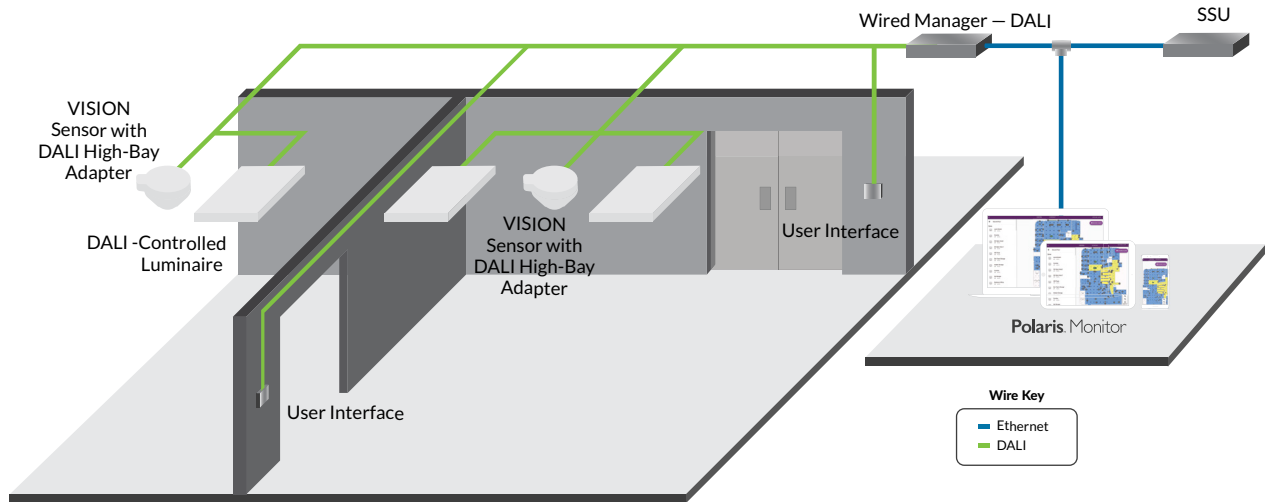 Wired Manager – DALI
SSU
VISION
Sensor with
DALI High-Bay
Adapter
DALI -Controlled
Luminaire
VISION
Sensor with
DALI High-Bay
Adapter
User Interface
User Interface
Polaris. Monitor
Wire Key
Ethernet
DALI